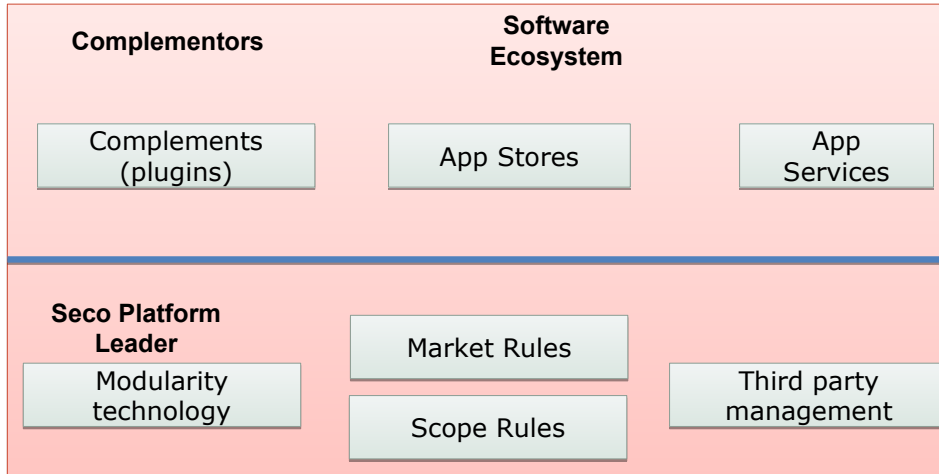 Complementors
Software
Ecosystem
Complements
(plugins)
App Stores
App
Services
Seco Platform
Leader
Modularity
technology
Market Rules
Scope Rules
Third party
management